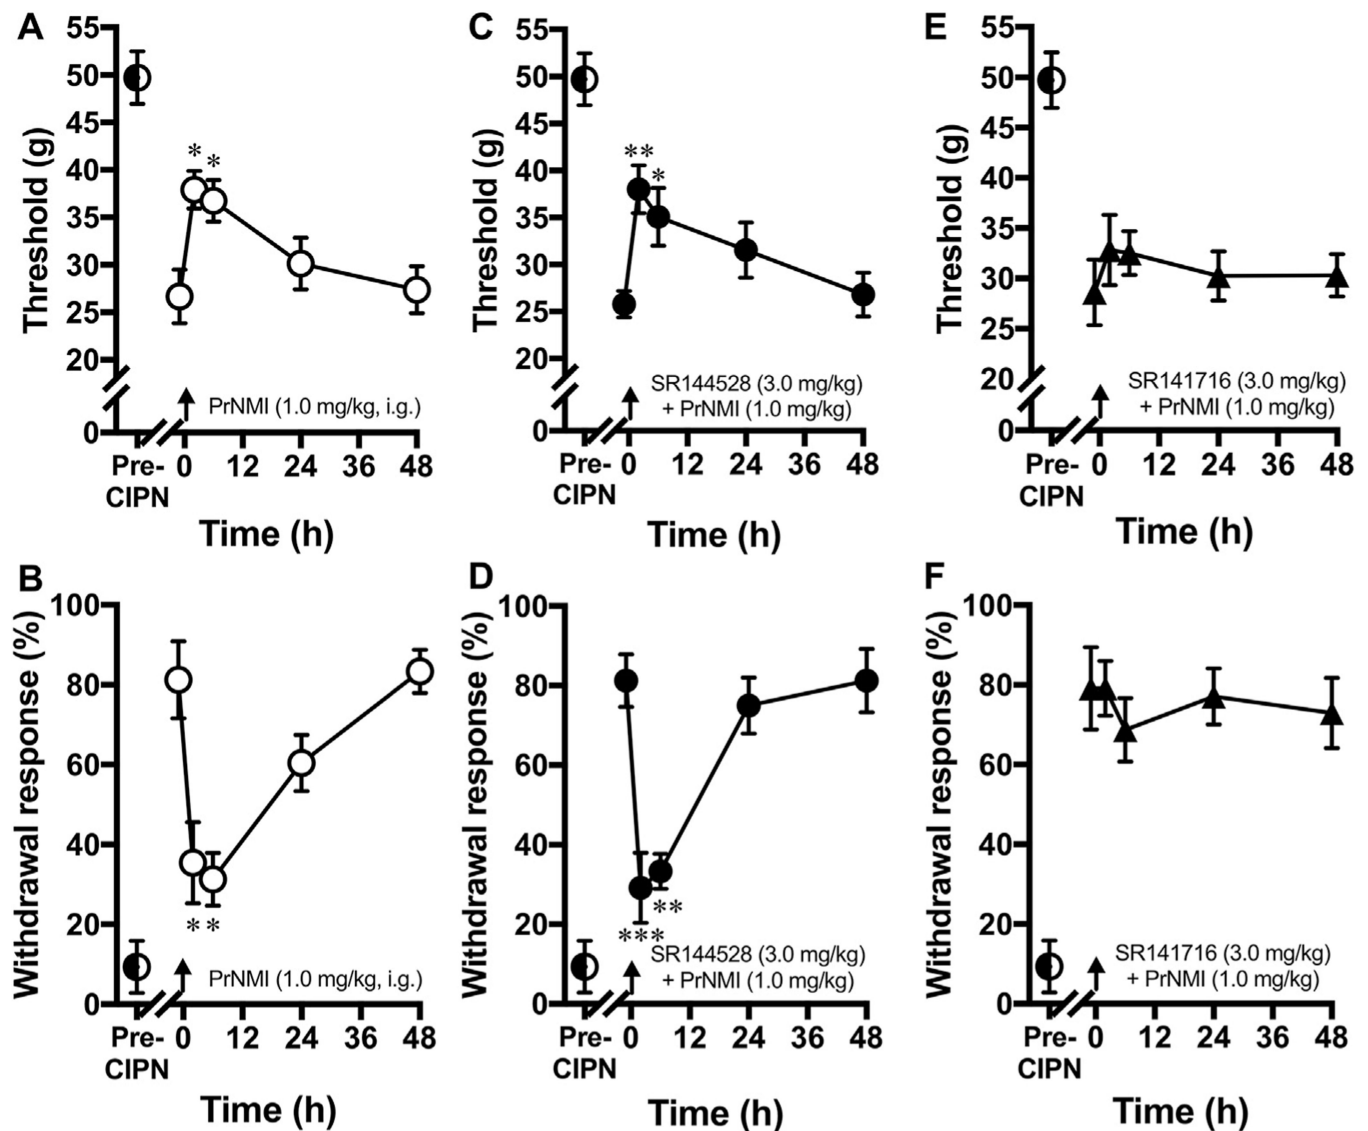 A
55
50
45
40
35
30
25
20
0
Threshold (g)
* *
PrNMI (1.0 mg/kg, i.g.)
Pre-
CIPN
0 12 24 36 48
Time (h)
C
55
50
45
40
35
30
25
20
0
Threshold (g)
** *
SR144528 (3.0 mg/kg)
+ PrNMI (1.0 mg/kg)
Pre-
CIPN
0 12 24 36 48
Time (h)
E
55
50
45
40
35
30
25
20
0
Threshold (g)
SR141716 (3.0 mg/kg)
+ PrNMI (1.0 mg/kg)
Pre-
CIPN
0 12 24 36 48
Time (h)
B
100
80
60
40
20
0
Withdrawal response (%)
* *
PrNMI (1.0 mg/kg, i.g.)
Pre-
CIPN
0 12 24 36 48
Time (h)
D
100
80
60
40
20
0
Withdrawal response (%)
**
***
SR144528 (3.0 mg/kg)
+ PrNMI (1.0 mg/kg)
Pre-
CIPN
0 12 24 36 48
Time (h)
F
100
80
60
40
20
0
Withdrawal response (%)
SR141716 (3.0 mg/kg)
+ PrNMI (1.0 mg/kg)
Pre-
CIPN
0 12 24 36 48
Time (h)